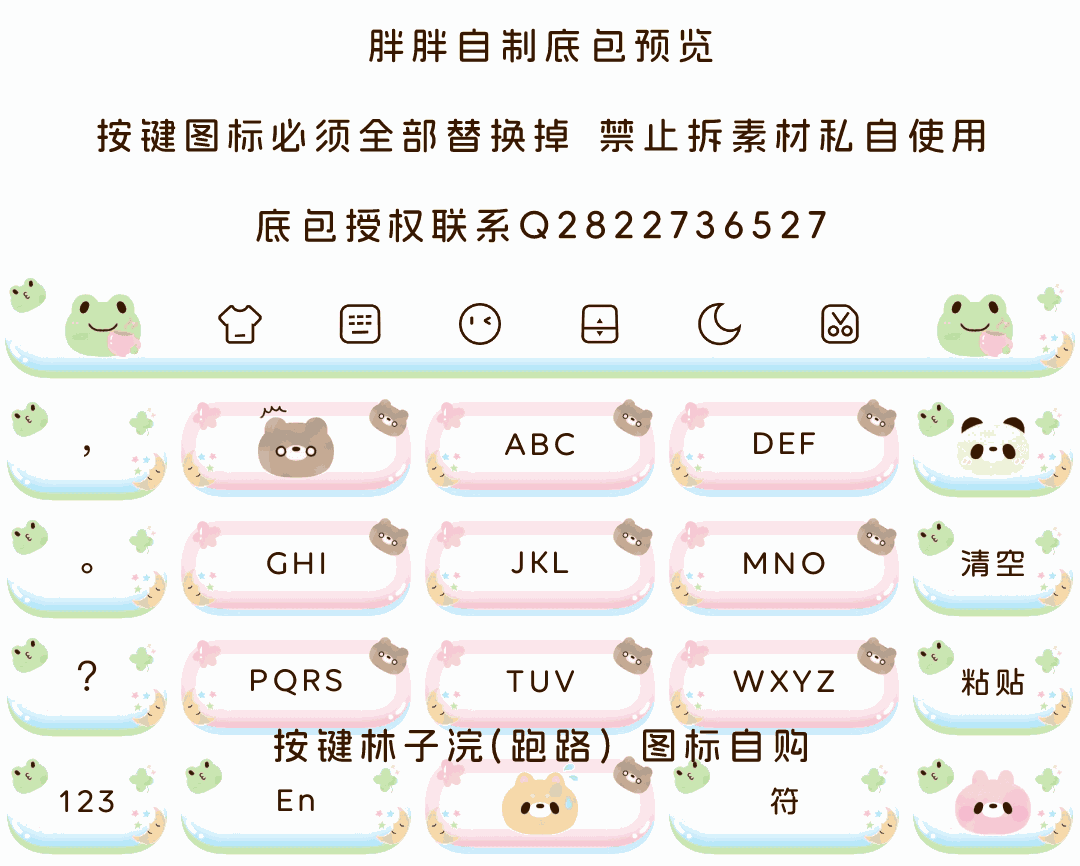 胖胖自制底包预览
按键图标必须全部替换掉 禁止拆素材私自使用
底包授权联系Q2822736527
, ABC DEF
。 GHI JKL MNO 清空
? PQRS TUV WXYZ 粘贴
按键林子浣(跑路) 图标自购
123 En 符